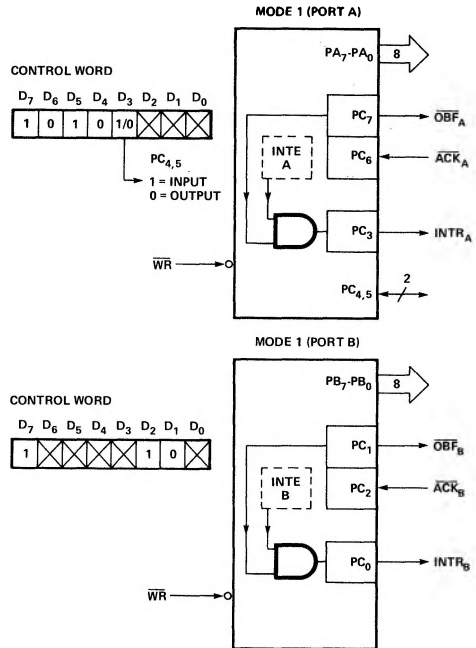 MODE 1 (PORT A)
PA7-PA0
8
CONTROL WORD
D7 D6 D5 D4 D3 D2 D1 D0
1 0 1 0 1/0
PC4,5
1 = INPUT
0 = OUTPUT
PC7
OBFA
INTE
A
PC6
ACKA
PC3
INTRA
WR
PC4,5
2
MODE 1 (PORT B)
PB7-PB0
8
CONTROL WORD
D7 D6 D5 D4 D3 D2 D1 D0
1 1 0
PC1
OBFB
INTE
B
PC2
ACKB
PC0
INTRB
WR